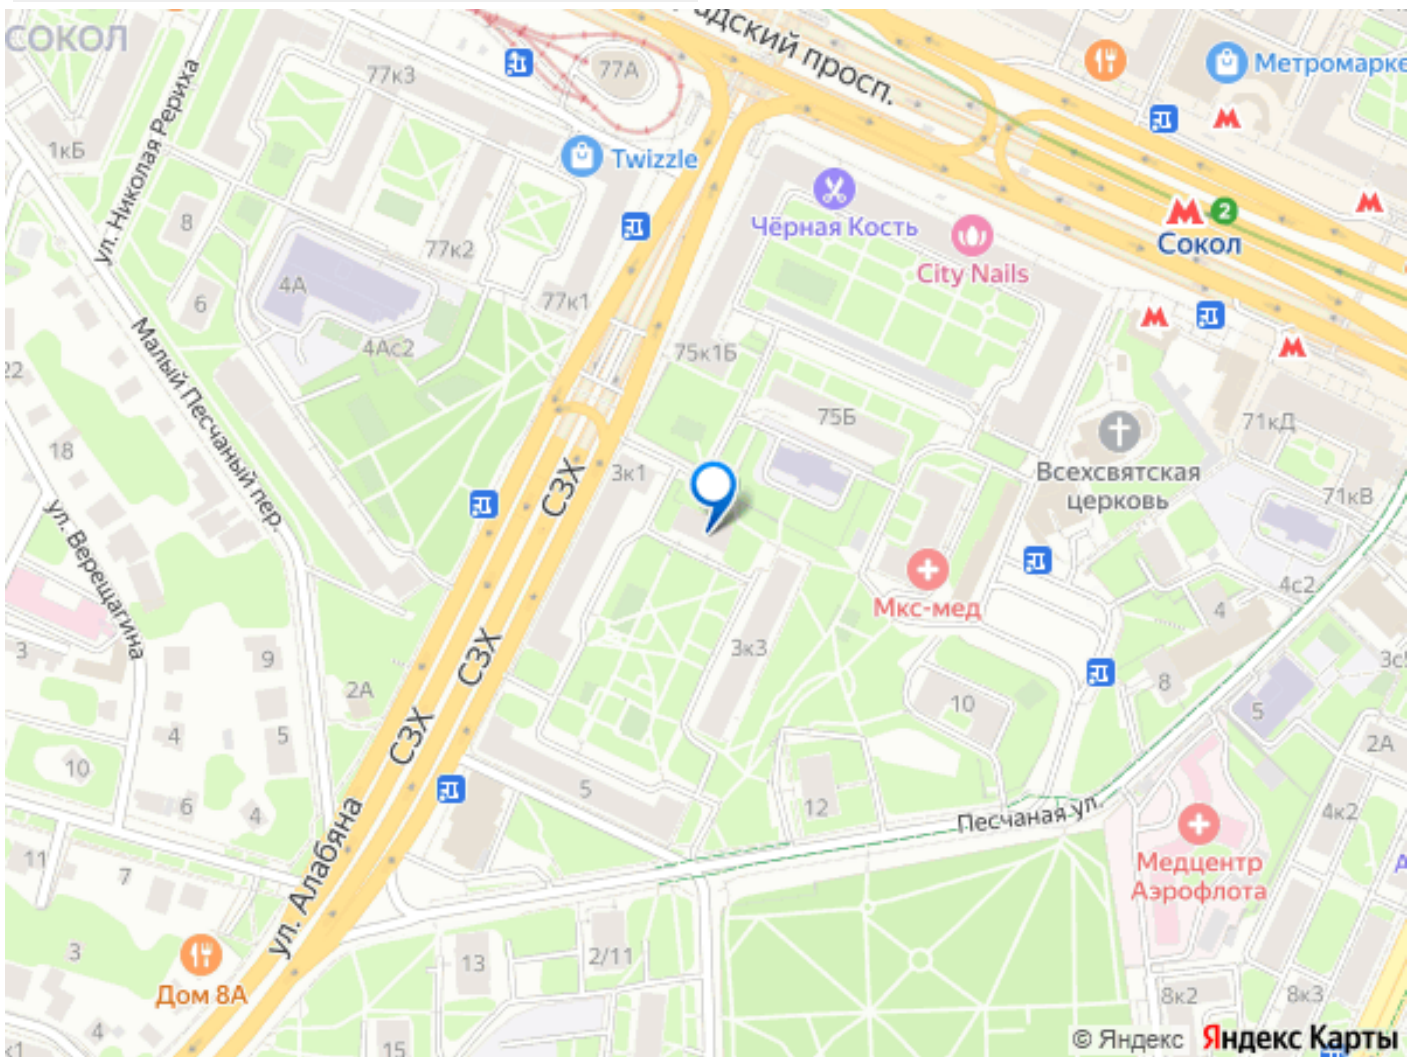 СОКОЛ
77к3
77А
адский просп.
Метромарке
1кБ
ул. Николая Рериха
Twizzle
8
77к2
Чёрная Кость
2
Сокол
City Nails
4А
6
77к1
Малый Песчаный пер.
4Ас2
75к1Б
22
75Б
71кД
18
3к1
Всехсвятская
церковь
71кВ
СЗХ
ул. Верещагина
Мкс-мед
4с2
4
3
9
СЗХ
3к3
3с5
2А
8
10
5
4
5
СЗХ
2А
10
6
4
5
12
Песчаная ул.
4к2
11
7
ул. Алабяна
Медцентр
Аэрофлота
3
13
2/11
Дом 8А
8к2
8к3
4
15
© Яндекс
Яндекс Карты